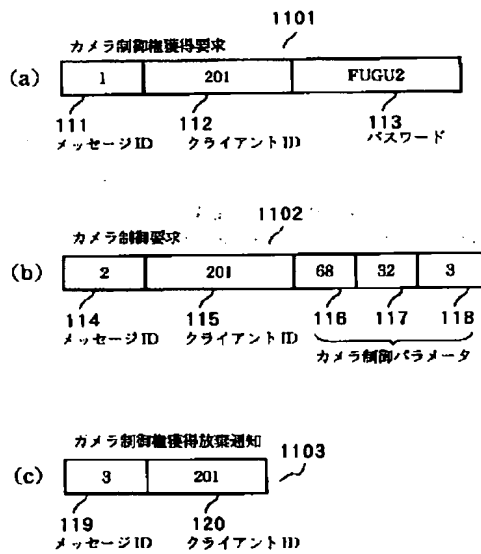 1101
カメラ制御権獲得要求
(a)
1 201 FUGU2
111 112 113
メッセージID クライアントID パスワード
1102
カメラ制御要求
(b)
2 201 68 32 3
114 115 116 117 118
メッセージID クライアントID カメラ制御パラメータ
カメラ制御権獲得放棄通知
1103
(c)
3 201
119 120
メッセージID クライアントID